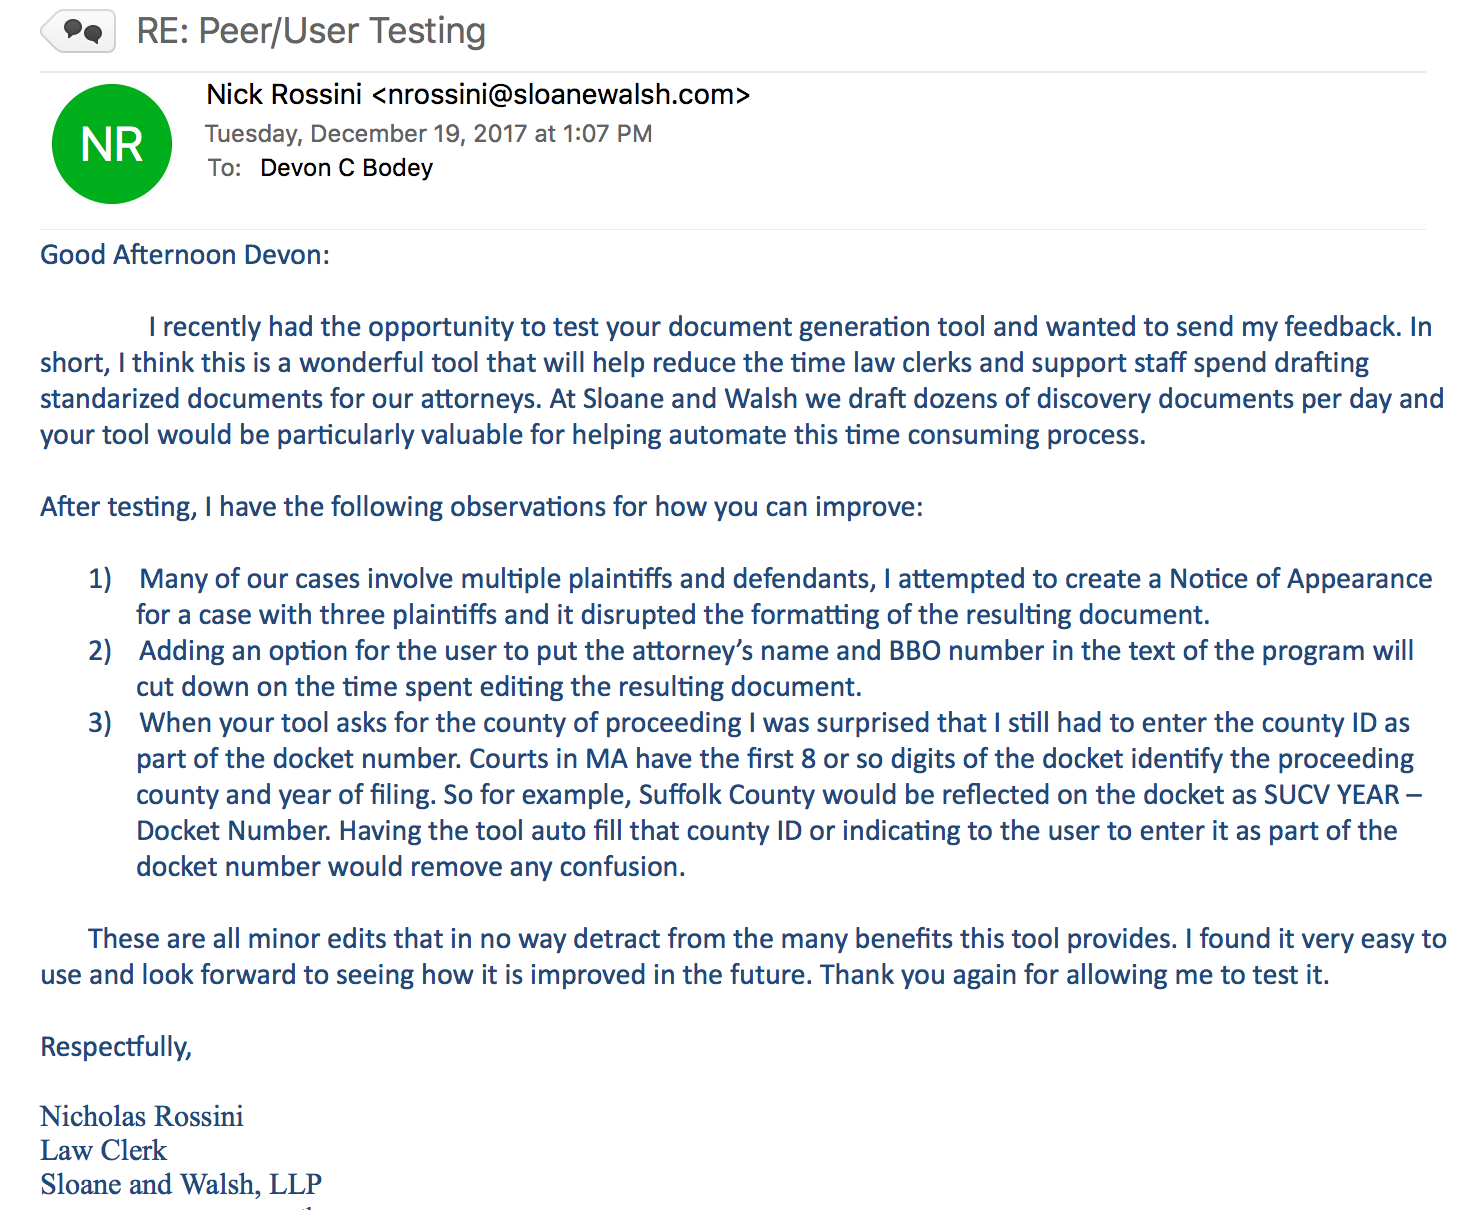 RE: Peer/User Testing
NR
Nick Rossini <nrossini@sloanewalsh.com>
Tuesday, December 19, 2017 at 1:07 PM
To: Devon C Bodey
Good Afternoon Devon:
I recently had the opportunity to test your document generation tool and wanted to send my feedback. In
short, I think this is a wonderful tool that will help reduce the time law clerks and support staff spend drafting
standarized documents for our attorneys. At Sloane and Walsh we draft dozens of discovery documents per day and
your tool would be particularly valuable for helping automate this time consuming process.
After testing, I have the following observations for how you can improve:
1) Many of our cases involve multiple plaintiffs and defendants, I attempted to create a Notice of Appearance
for a case with three plaintiffs and it disrupted the formatting of the resulting document.
2) Adding an option for the user to put the attorney’s name and BBO number in the text of the program will
cut down on the time spent editing the resulting document.
3) When your tool asks for the county of proceeding I was surprised that I still had to enter the county ID as
part of the docket number. Courts in MA have the first 8 or so digits of the docket identify the proceeding
county and year of filing. So for example, Suffolk County would be reflected on the docket as SUCV YEAR –
Docket Number. Having the tool auto fill that county ID or indicating to the user to enter it as part of the
docket number would remove any confusion.
These are all minor edits that in no way detract from the many benefits this tool provides. I found it very easy to
use and look forward to seeing how it is improved in the future. Thank you again for allowing me to test it.
Respectfully,
Nicholas Rossini
Law Clerk
Sloane and Walsh, LLP